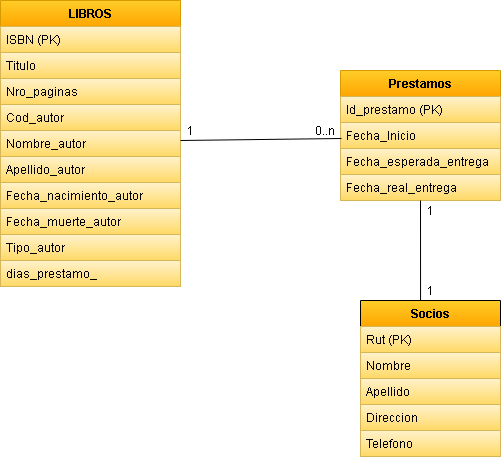 LIBROS
ISBN (PK)
Titulo
Nro_paginas
Cod_autor
Nombre_autor
Apellido_autor
Fecha_nacimiento_autor
Fecha_muerte_autor
Tipo_autor
dias_prestamo_
1
0..n
Prestamos
Id_prestamo (PK)
Fecha_Inicio
Fecha_esperada_entrega
Fecha_real_entrega
1
1
Socios
Rut (PK)
Nombre
Apellido
Direccion
Telefono